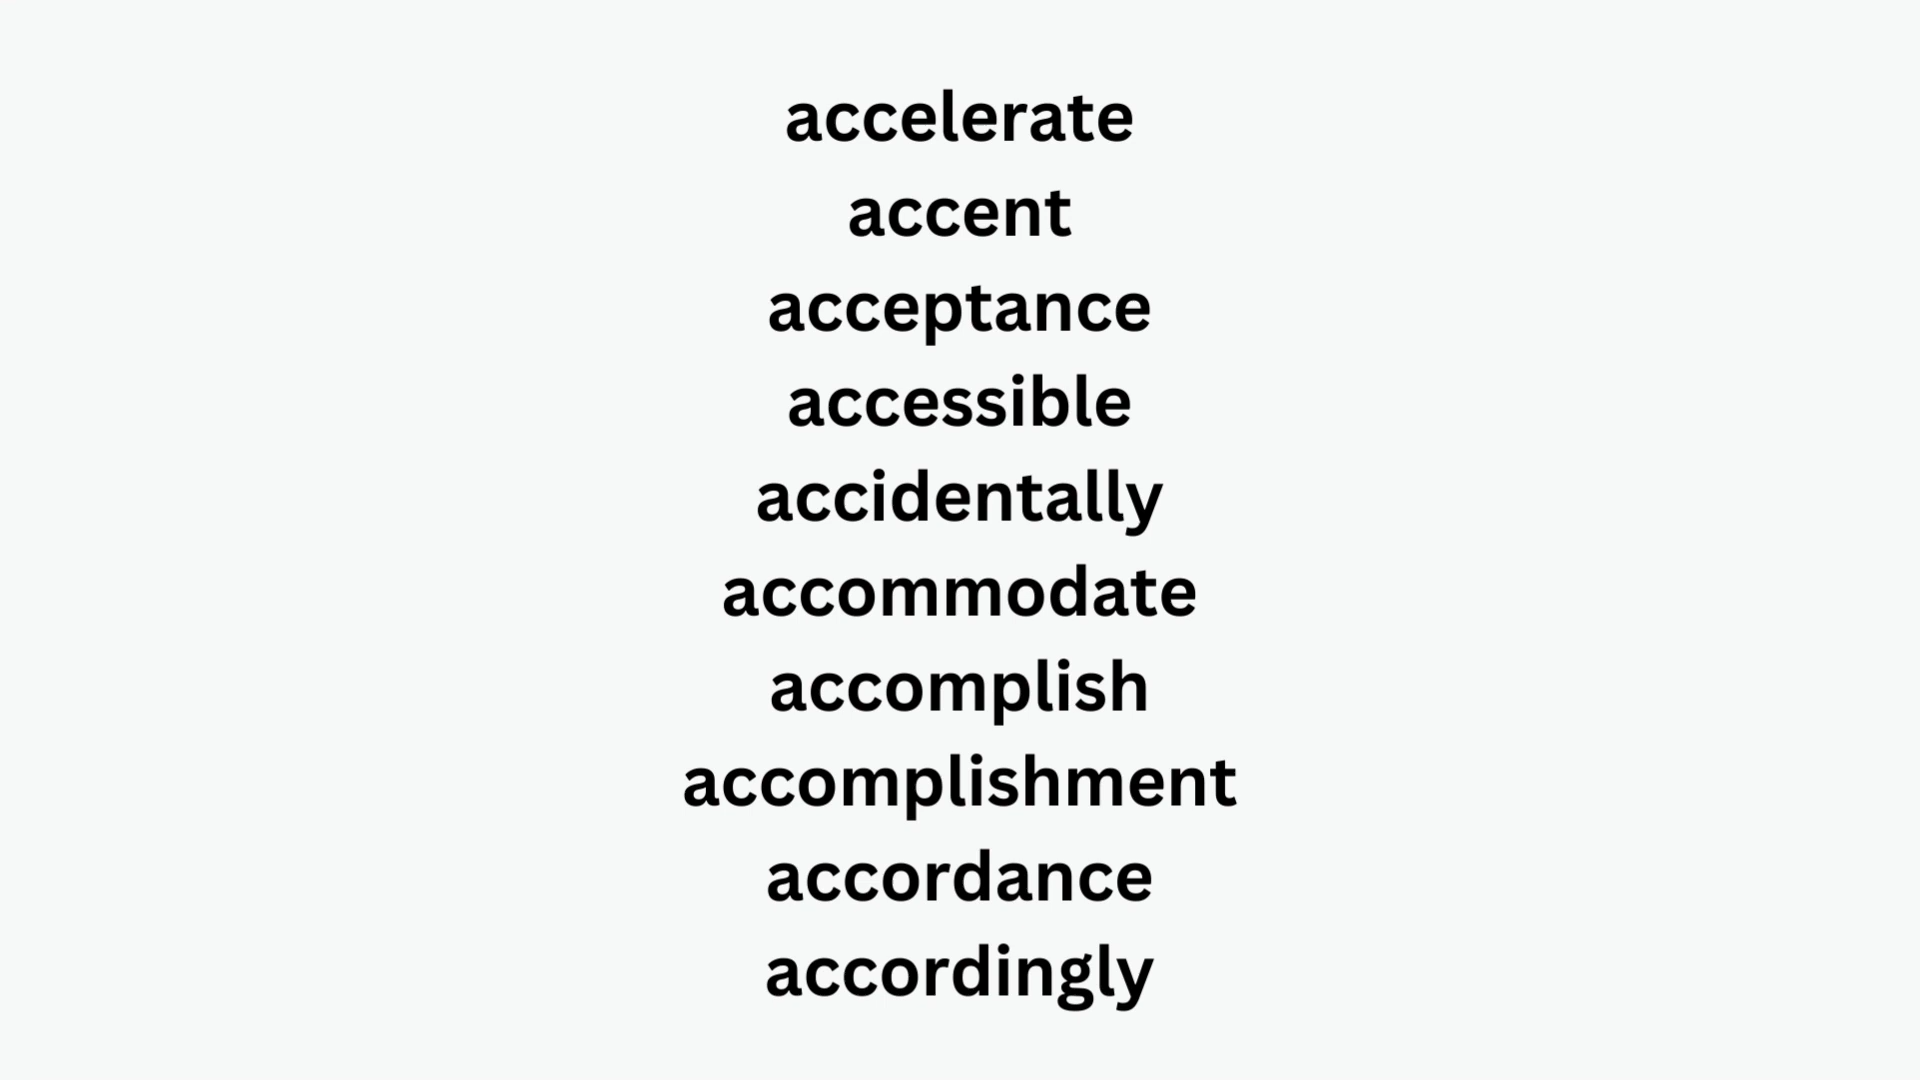 accelerate
accent
acceptance
accessible
accidentally
accommodate
accomplish
accomplishment
accordance
accordingly